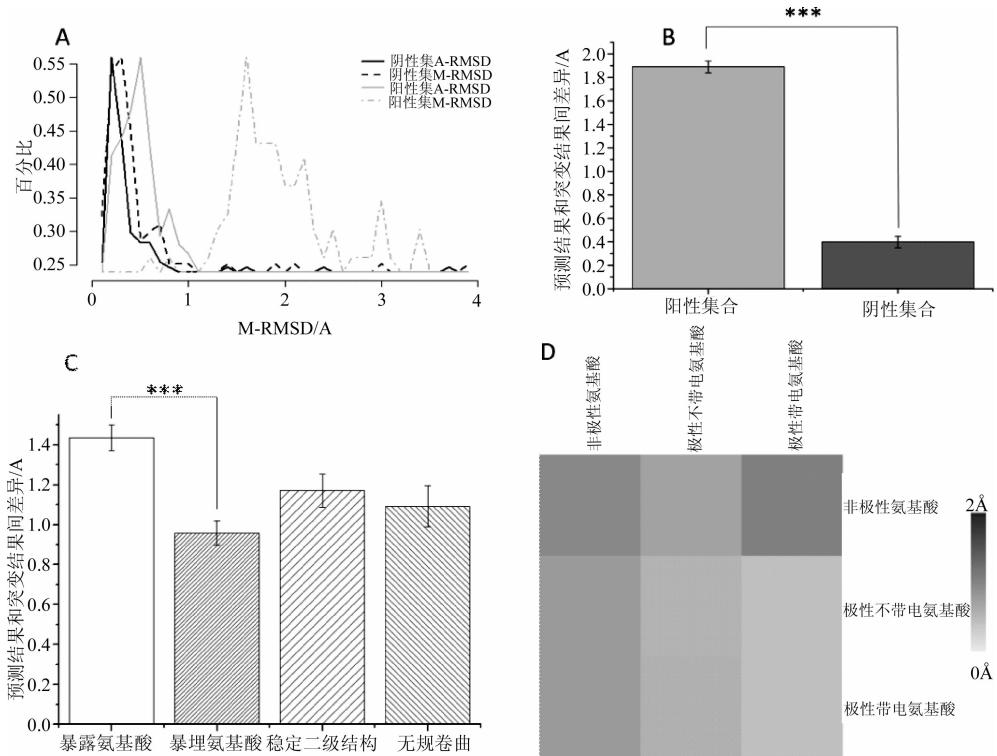 A
阴性集A-RMSD
阴性集M-RMSD
阳性集A-RMSD
阳性集M-RMSD
百分比
0.55
0.50
0.45
0.40
0.35
0.30
0.25
0 1 2 3 4
M-RMSD/A
B
***
预测结果和突变结果间差异/A
2.0
1.8
1.6
1.4
1.2
1.0
0.8
0.6
0.4
0.2
0.0
阳性集合 阴性集合
C
***
预测结果和突变结果间差异/A
1.4
1.2
1.0
0.8
0.6
0.4
0.2
0.0
暴露氨基酸 暴埋氨基酸 稳定二级结构 无规卷曲
D
非极性氨基酸
极性不带电氨基酸
极性带电氨基酸
非极性氨基酸
极性不带电氨基酸
极性带电氨基酸
2Å
0Å